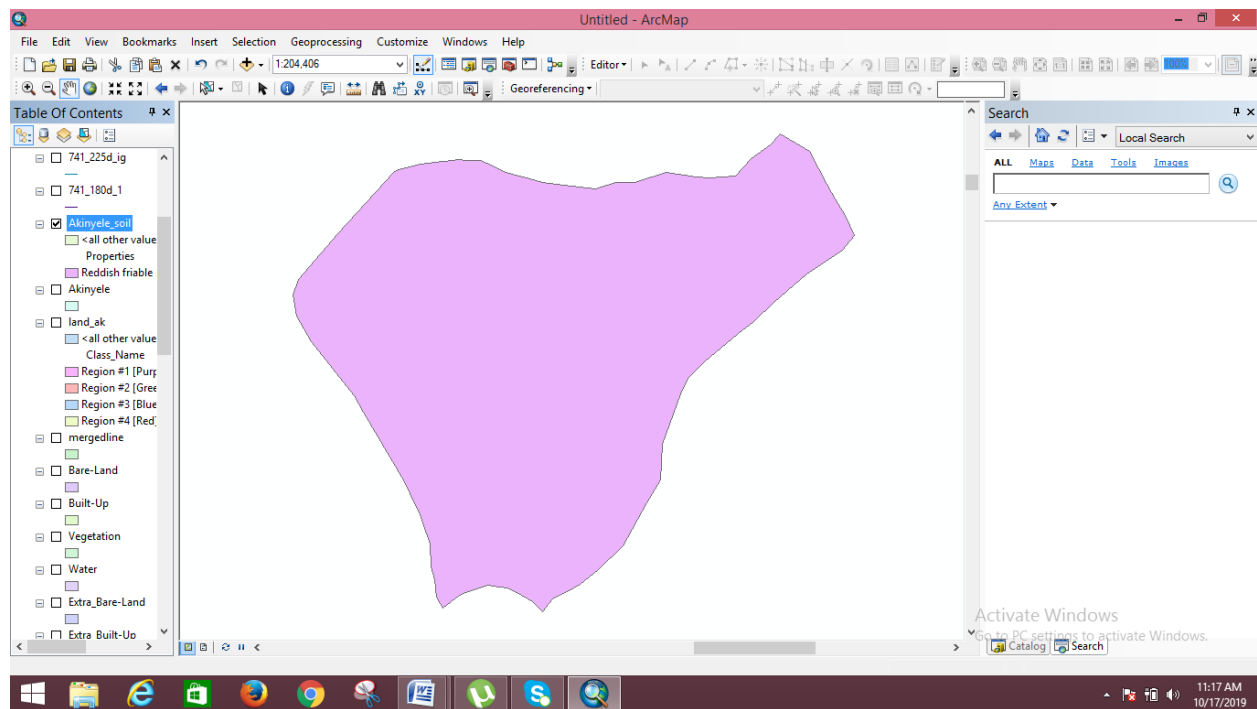 Untitled - ArcMap
File Edit View Bookmarks Insert Selection Geoprocessing Customize Windows Help
1:204,406 Editor 100%
Georeferencing
Table Of Contents
741_225d_ig
741_180d_1
Akinyele_soil
<all other value
Properties
Reddish friable
Akinyele
land_ak
<all other value
Class_Name
Region #1 [Purp
Region #2 [Gree
Region #3 [Blue
Region #4 [Red]
mergedline
Bare-Land
Built-Up
Vegetation
Water
Extra_Bare-Land
Extra Built-Up
Search
Local Search
ALL Maps Data Tools Images
Any Extent
Activate Windows
Go to PC settings to activate Windows.
Catalog Search
11:17 AM
10/17/2019